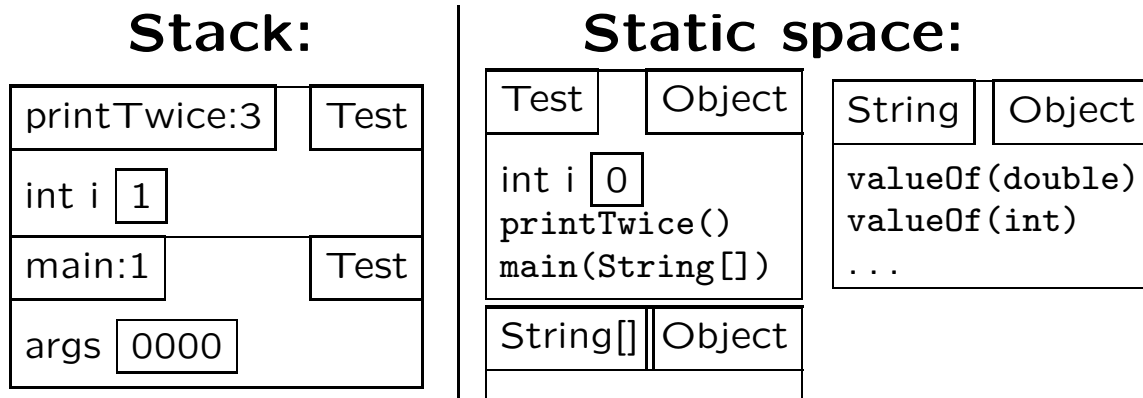 Stack:
printTwice:3 Test
int i 1
main:1 Test
args 0000
Static space:
Test Object
int i 0
printTwice()
main(String[])
String[] Object
String Object
valueOf(double)
valueOf(int)
...